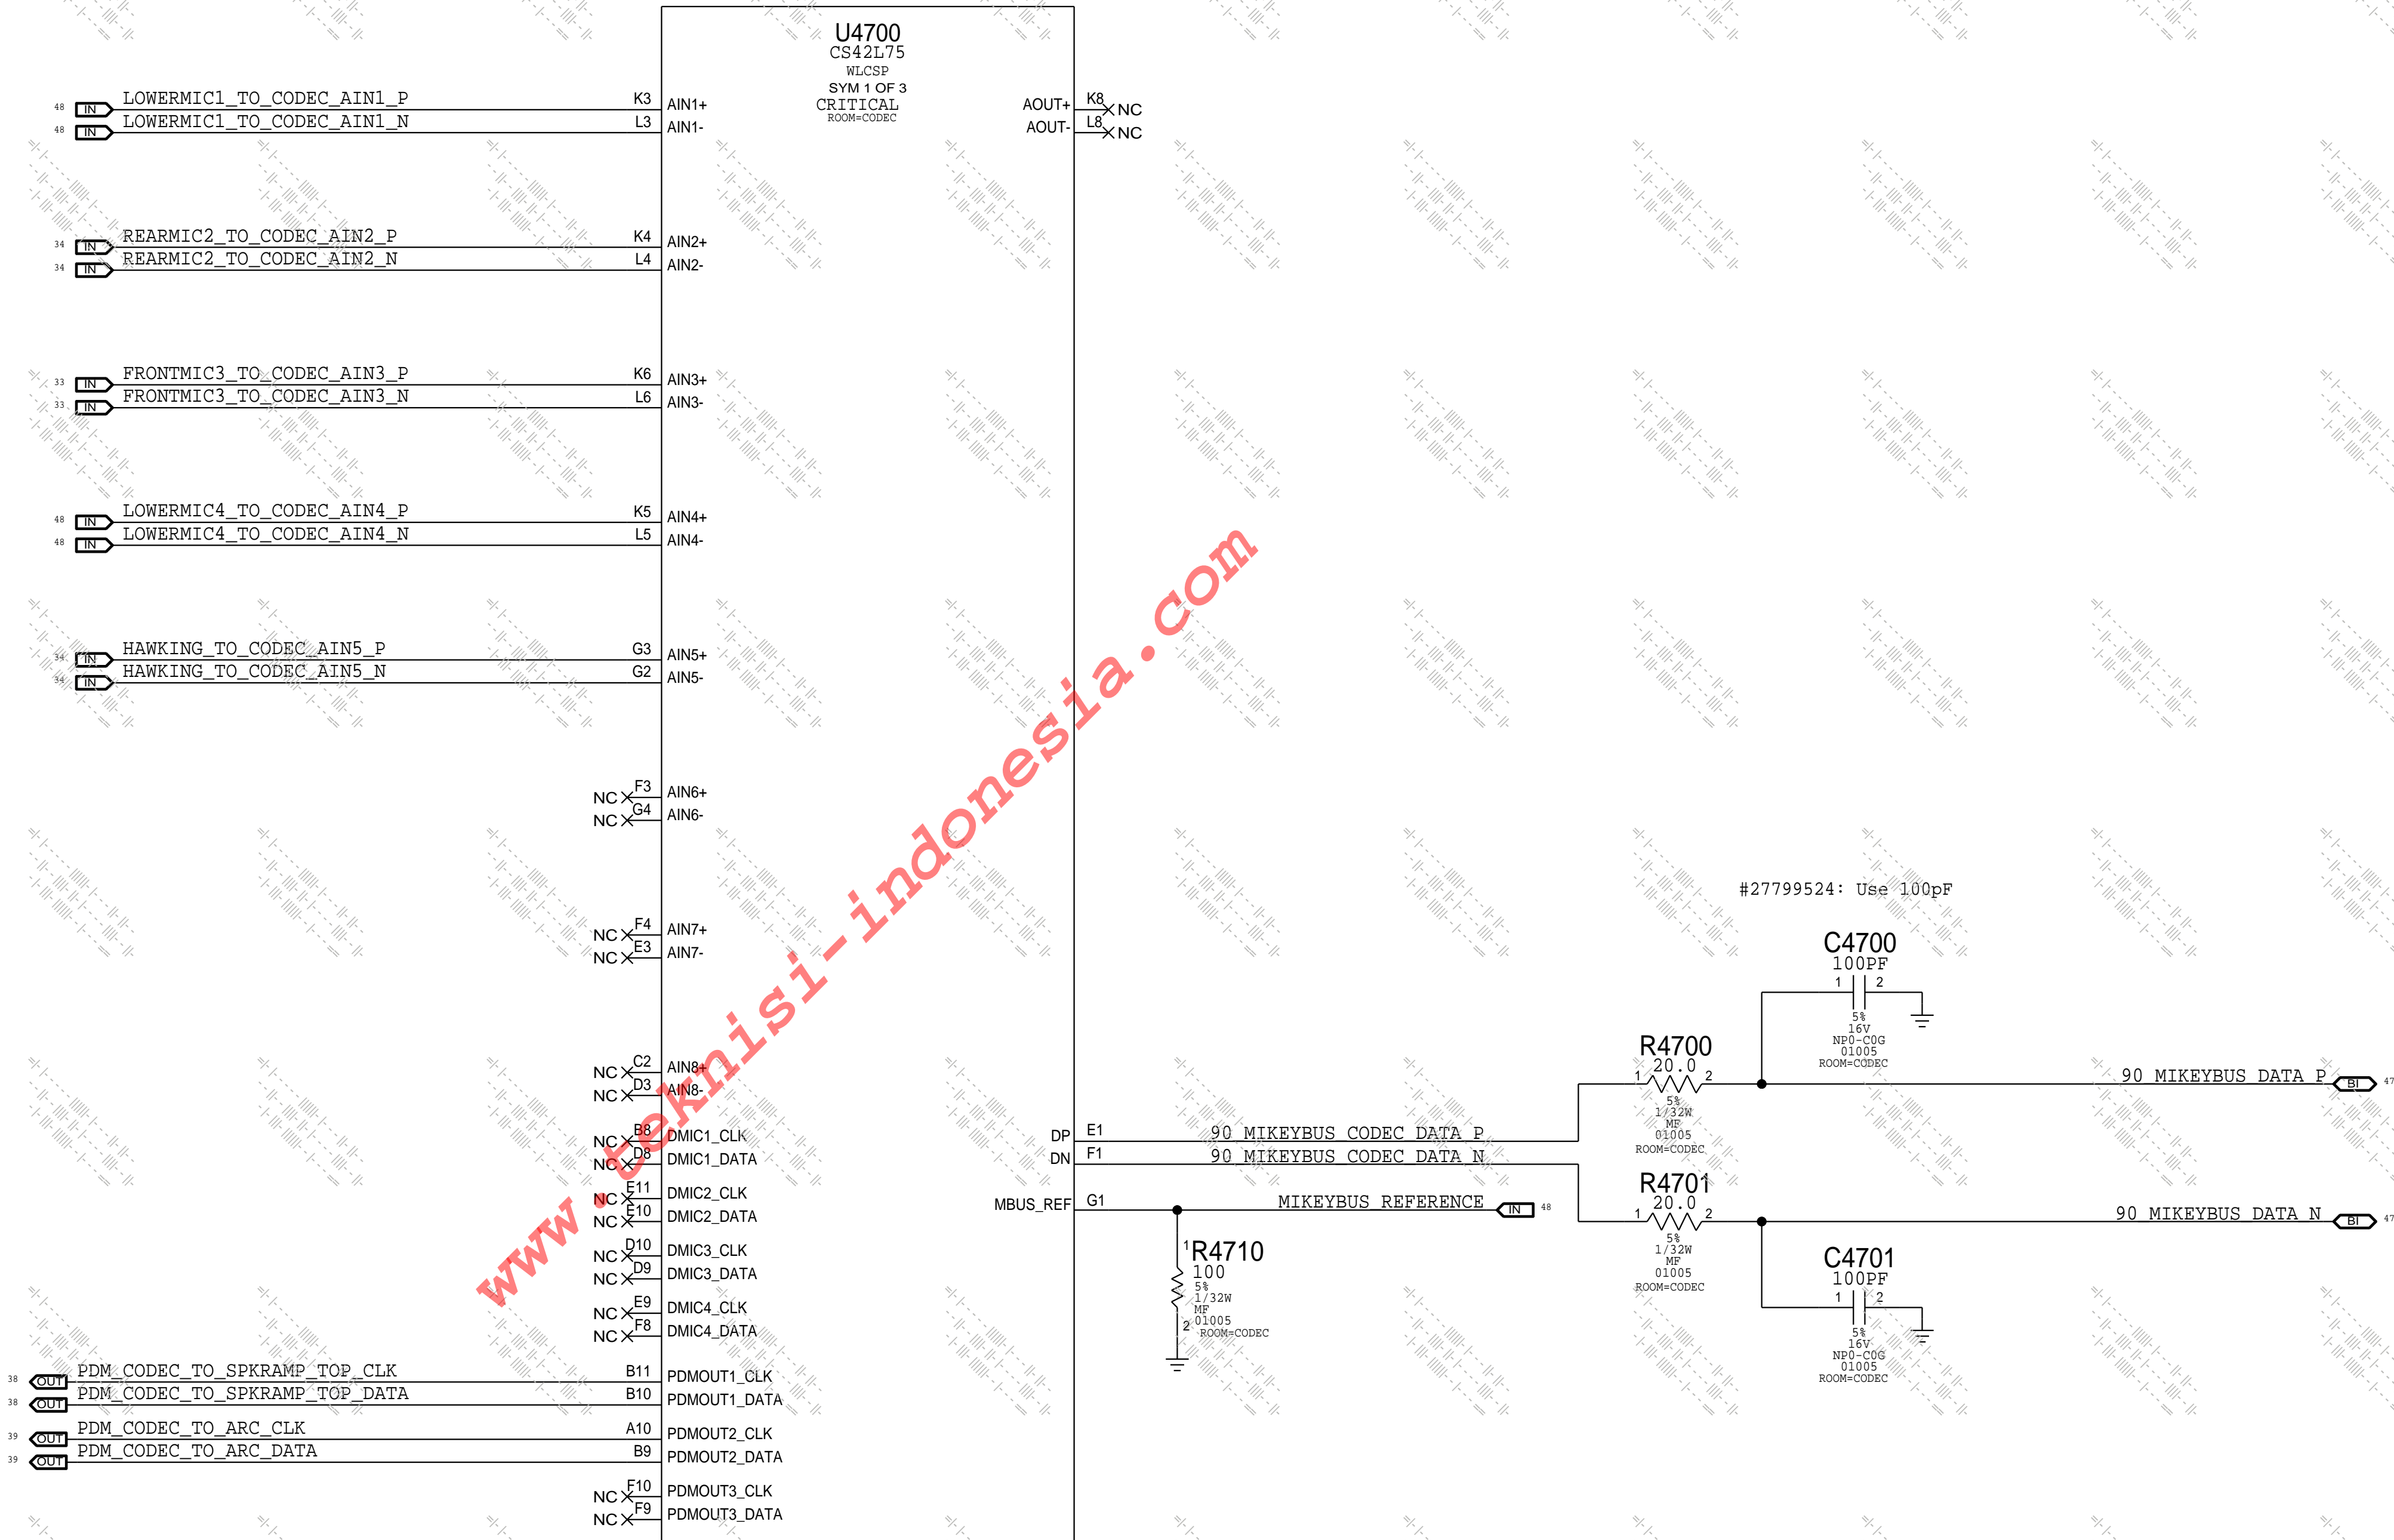 U4700
CS42L75
WLCSP
SYM 1 OF 3
CRITICAL
ROOM=CODEC
48 IN LOWERMIC1_TO_CODEC_AIN1_P K3 AIN1+
48 IN LOWERMIC1_TO_CODEC_AIN1_N L3 AIN1-
AOUT+ K8 NC
AOUT- L8 NC
34 IN REARMIC2_TO_CODEC_AIN2_P K4 AIN2+
34 IN REARMIC2_TO_CODEC_AIN2_N L4 AIN2-
33 IN FRONTMIC3_TO_CODEC_AIN3_P K6 AIN3+
33 IN FRONTMIC3_TO_CODEC_AIN3_N L6 AIN3-
48 IN LOWERMIC4_TO_CODEC_AIN4_P K5 AIN4+
48 IN LOWERMIC4_TO_CODEC_AIN4_N L5 AIN4-
34 IN HAWKING_TO_CODEC_AIN5_P G3 AIN5+
34 IN HAWKING_TO_CODEC_AIN5_N G2 AIN5-
NC F3 AIN6+
NC G4 AIN6-
NC F4 AIN7+
NC E3 AIN7-
NC C2 AIN8+
NC D3 AIN8-
NC B8 DMIC1_CLK
NC D8 DMIC1_DATA
NC E11 DMIC2_CLK
NC E10 DMIC2_DATA
NC D10 DMIC3_CLK
NC D9 DMIC3_DATA
NC E9 DMIC4_CLK
NC F8 DMIC4_DATA
38 OUT PDM_CODEC_TO_SPKRAMP_TOP_CLK B11 PDMOUT1_CLK
38 OUT PDM_CODEC_TO_SPKRAMP_TOP_DATA B10 PDMOUT1_DATA
39 OUT PDM_CODEC_TO_ARC_CLK A10 PDMOUT2_CLK
39 OUT PDM_CODEC_TO_ARC_DATA B9 PDMOUT2_DATA
NC F10 PDMOUT3_CLK
NC F9 PDMOUT3_DATA
DP E1 90_MIKEYBUS_CODEC_DATA_P
DN F1 90_MIKEYBUS_CODEC_DATA_N
MBUS_REF G1 MIKEYBUS_REFERENCE IN 48
1
R4710
100
5%
1/32W
MF
01005
2
ROOM=CODEC
#27799524: Use 100pF
C4700
100PF
1 2
5%
16V
NP0-C0G
01005
ROOM=CODEC
R4700
20.0
1 2
5%
1/32W
MF
01005
ROOM=CODEC
90_MIKEYBUS_DATA_P BI 47
R4701
20.0
1 2
5%
1/32W
MF
01005
ROOM=CODEC
90_MIKEYBUS_DATA_N BI 47
C4701
100PF
1 2
5%
16V
NP0-C0G
01005
ROOM=CODEC
www.teknisi-indonesia.com